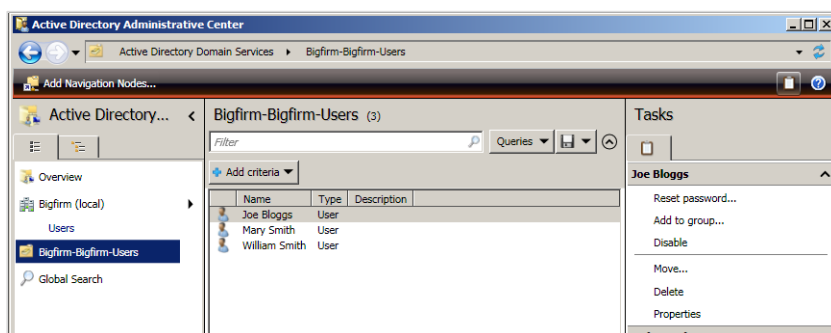 Active Directory Administrative Center
Active Directory Domain Services Bigfirm-Bigfirm-Users
Add Navigation Nodes...
Active Directory...
Overview
Bigfirm (local)
Users
Bigfirm-Bigfirm-Users
Global Search
Bigfirm-Bigfirm-Users (3)
Filter
Queries
Add criteria
Name Type Description
Joe Bloggs User
Mary Smith User
William Smith User
Tasks
Joe Bloggs
Reset password...
Add to group...
Disable
Move...
Delete
Properties